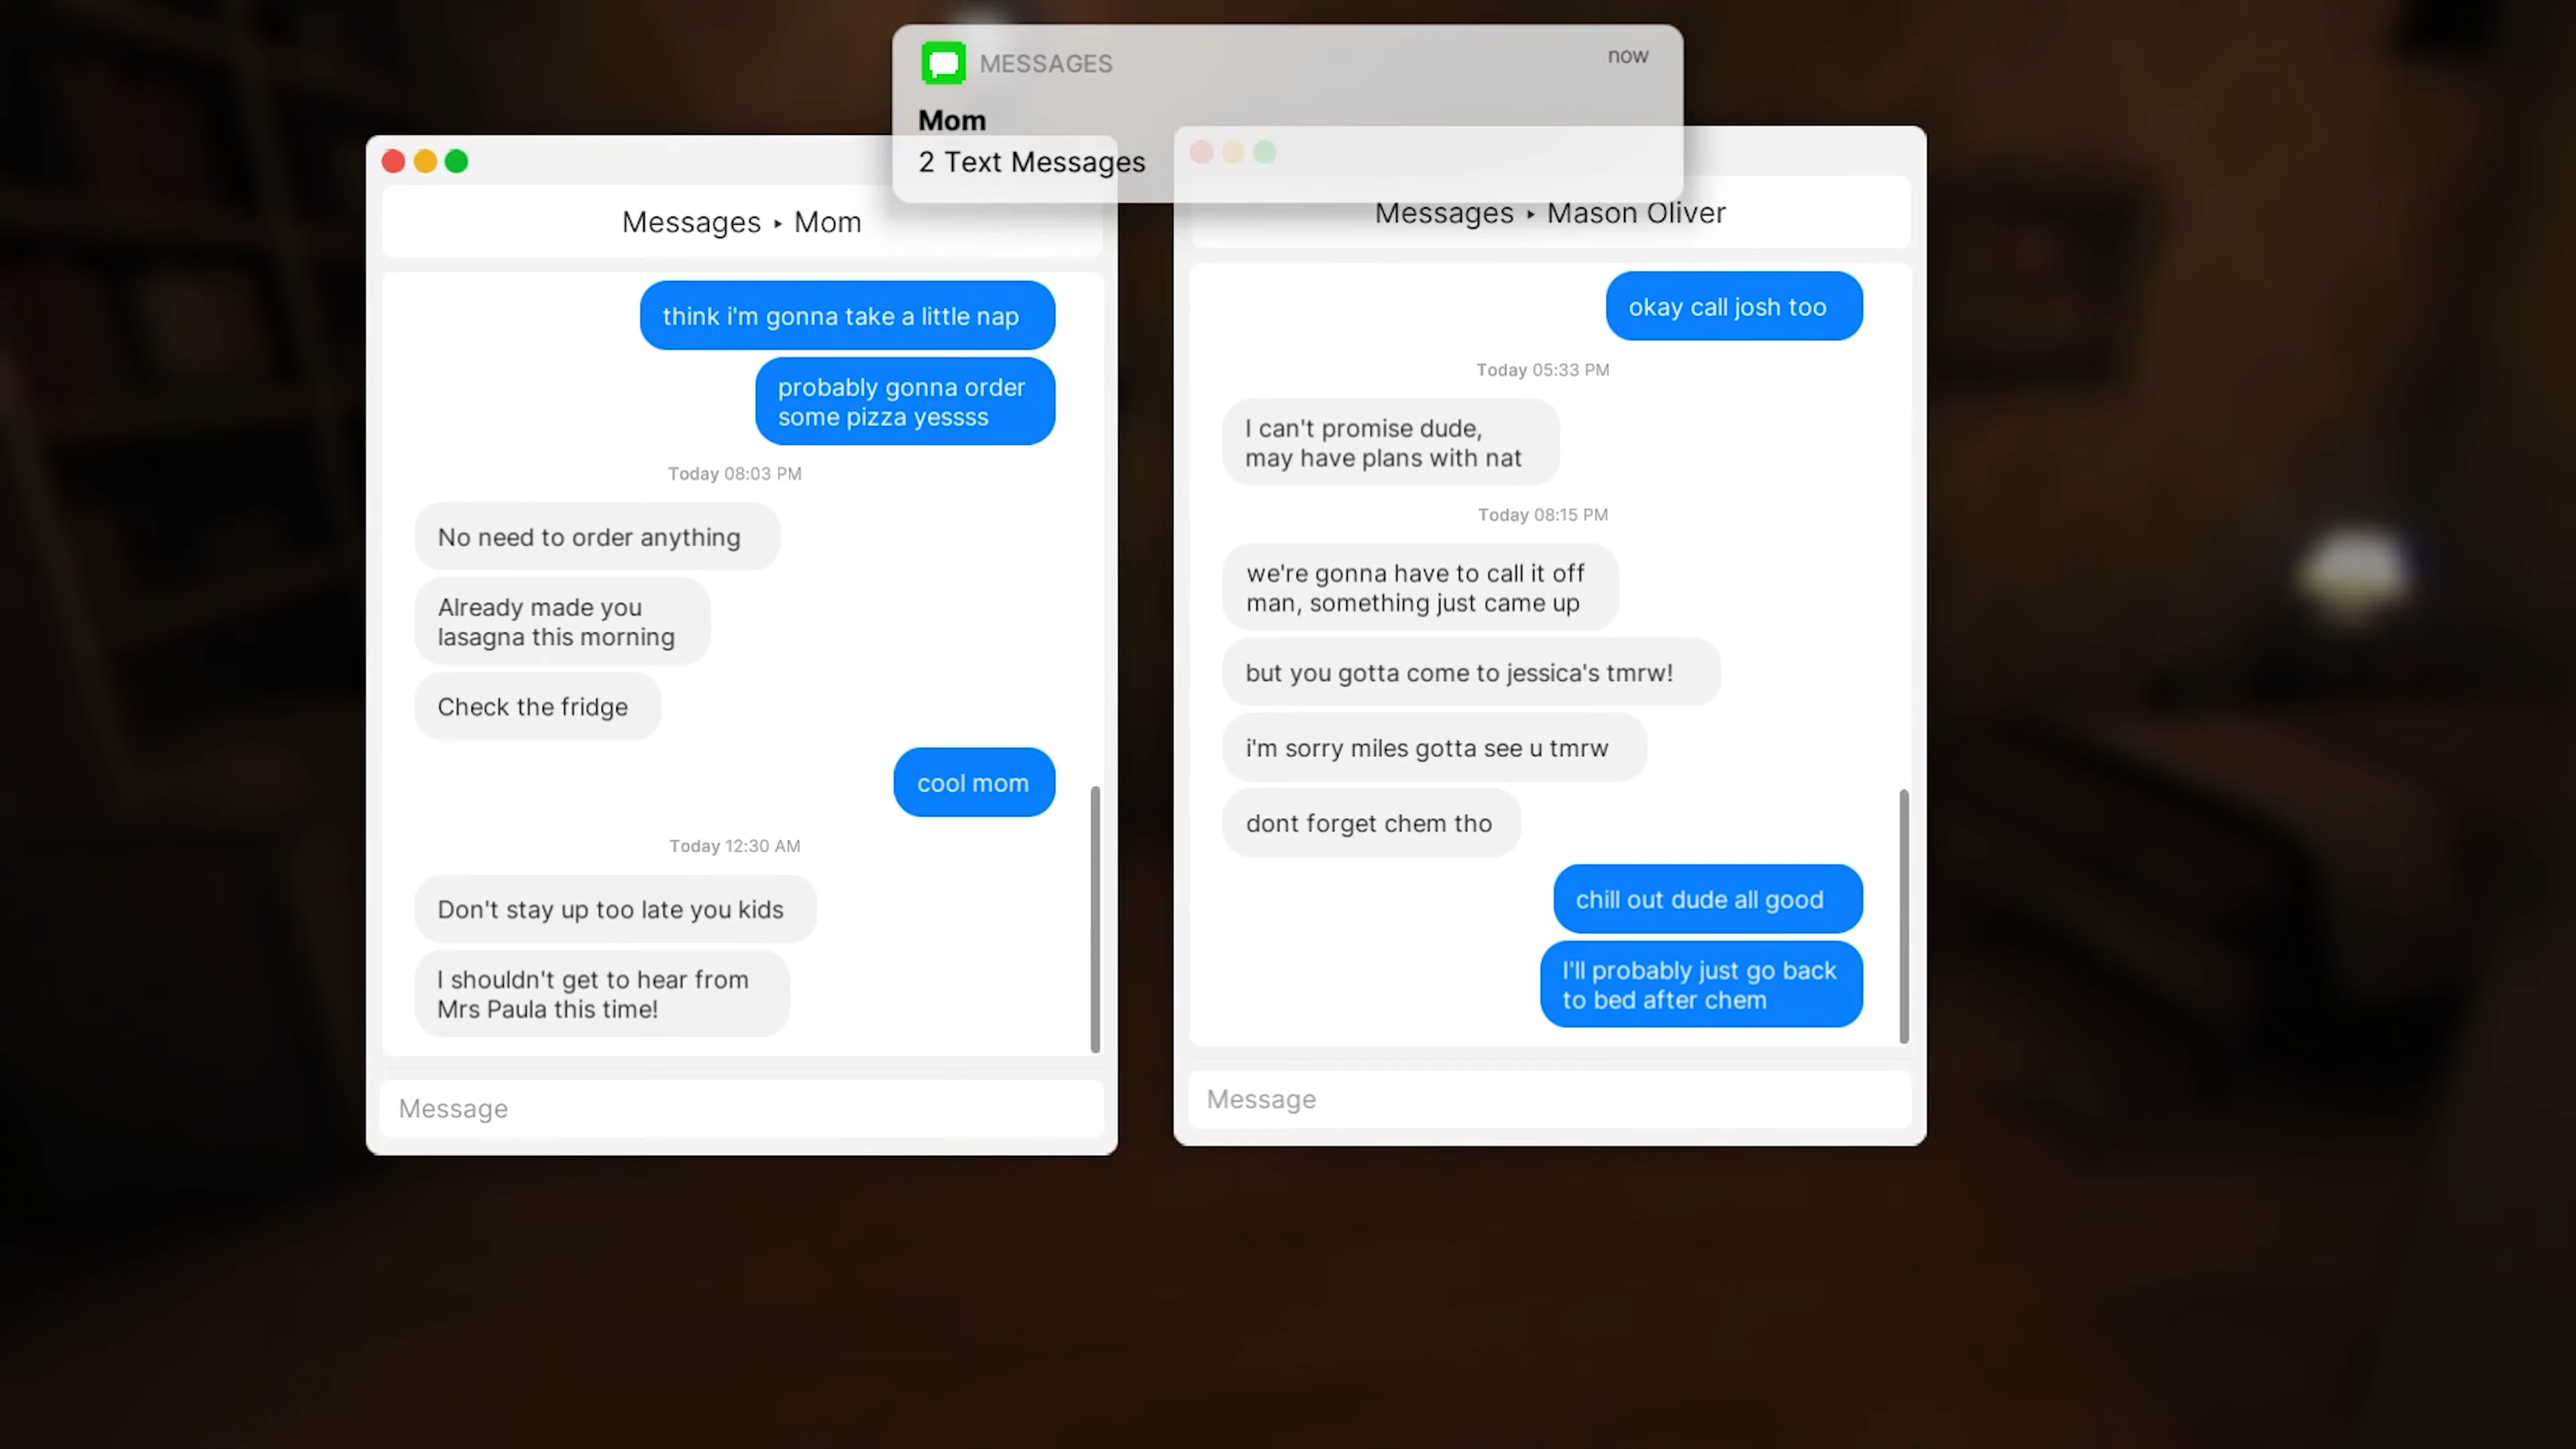 MESSAGES
now
Mom
2 Text Messages
Messages ‣ Mom
think i'm gonna take a little nap
probably gonna order
some pizza yessss
Today 08:03 PM
No need to order anything
Already made you
lasagna this morning
Check the fridge
cool mom
Today 12:30 AM
Don't stay up too late you kids
I shouldn't get to hear from
Mrs Paula this time!
Message
Messages ‣ Mason Oliver
okay call josh too
Today 05:33 PM
I can't promise dude,
may have plans with nat
Today 08:15 PM
we're gonna have to call it off
man, something just came up
but you gotta come to jessica's tmrw!
i'm sorry miles gotta see u tmrw
dont forget chem tho
chill out dude all good
I'll probably just go back
to bed after chem
Message